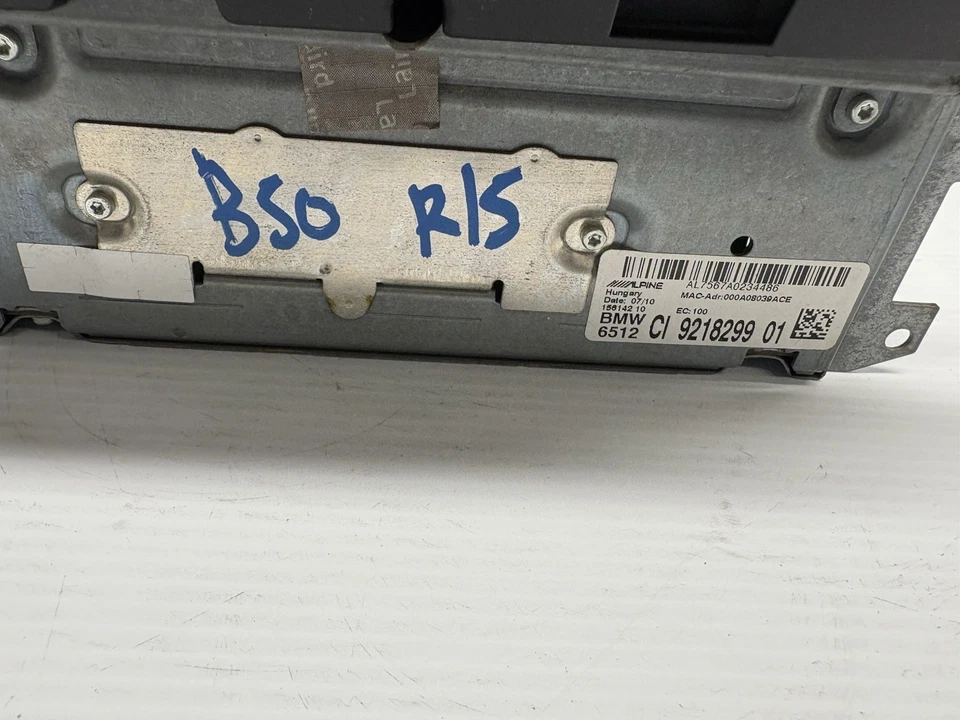 B50 R15
ALPINE
AL7567A0234486
Hungary
MAC-Adr:000A08039ACE
Date: 07/10
15614210
EC:100
BMW
6512
CI 9218299 01